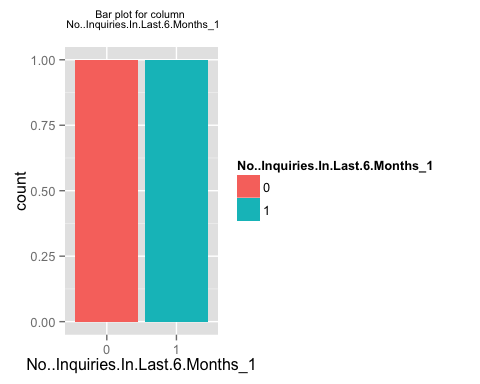 Bar plot for column
No..Inquiries.In.Last.6.Months_1
1.00
0.75
0.50
0.25
0.00
count
0
1
No..Inquiries.In.Last.6.Months_1
No..Inquiries.In.Last.6.Months_1
0
1